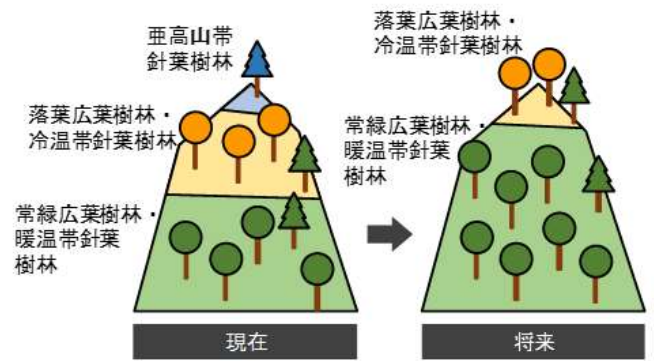 亜高山帯
針葉樹林
落葉広葉樹林・
冷温帯針葉樹林
常緑広葉樹林・
暖温帯針葉
樹林
現在
落葉広葉樹林・
冷温帯針葉樹林
常緑広葉樹林・
暖温帯針葉
樹林
将来